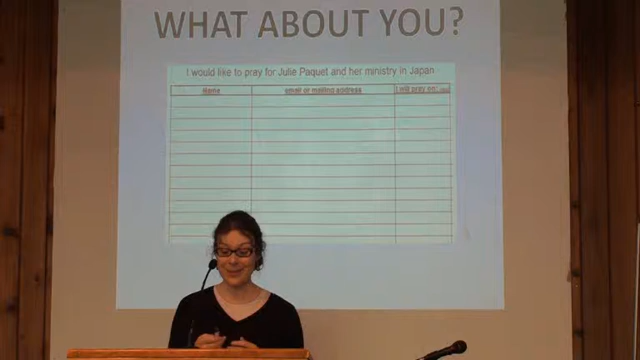 WHAT ABOUT YOU?
I would like to pray for Julie Paquet and her ministry in Japan
Name email or mailing address I will pray on: